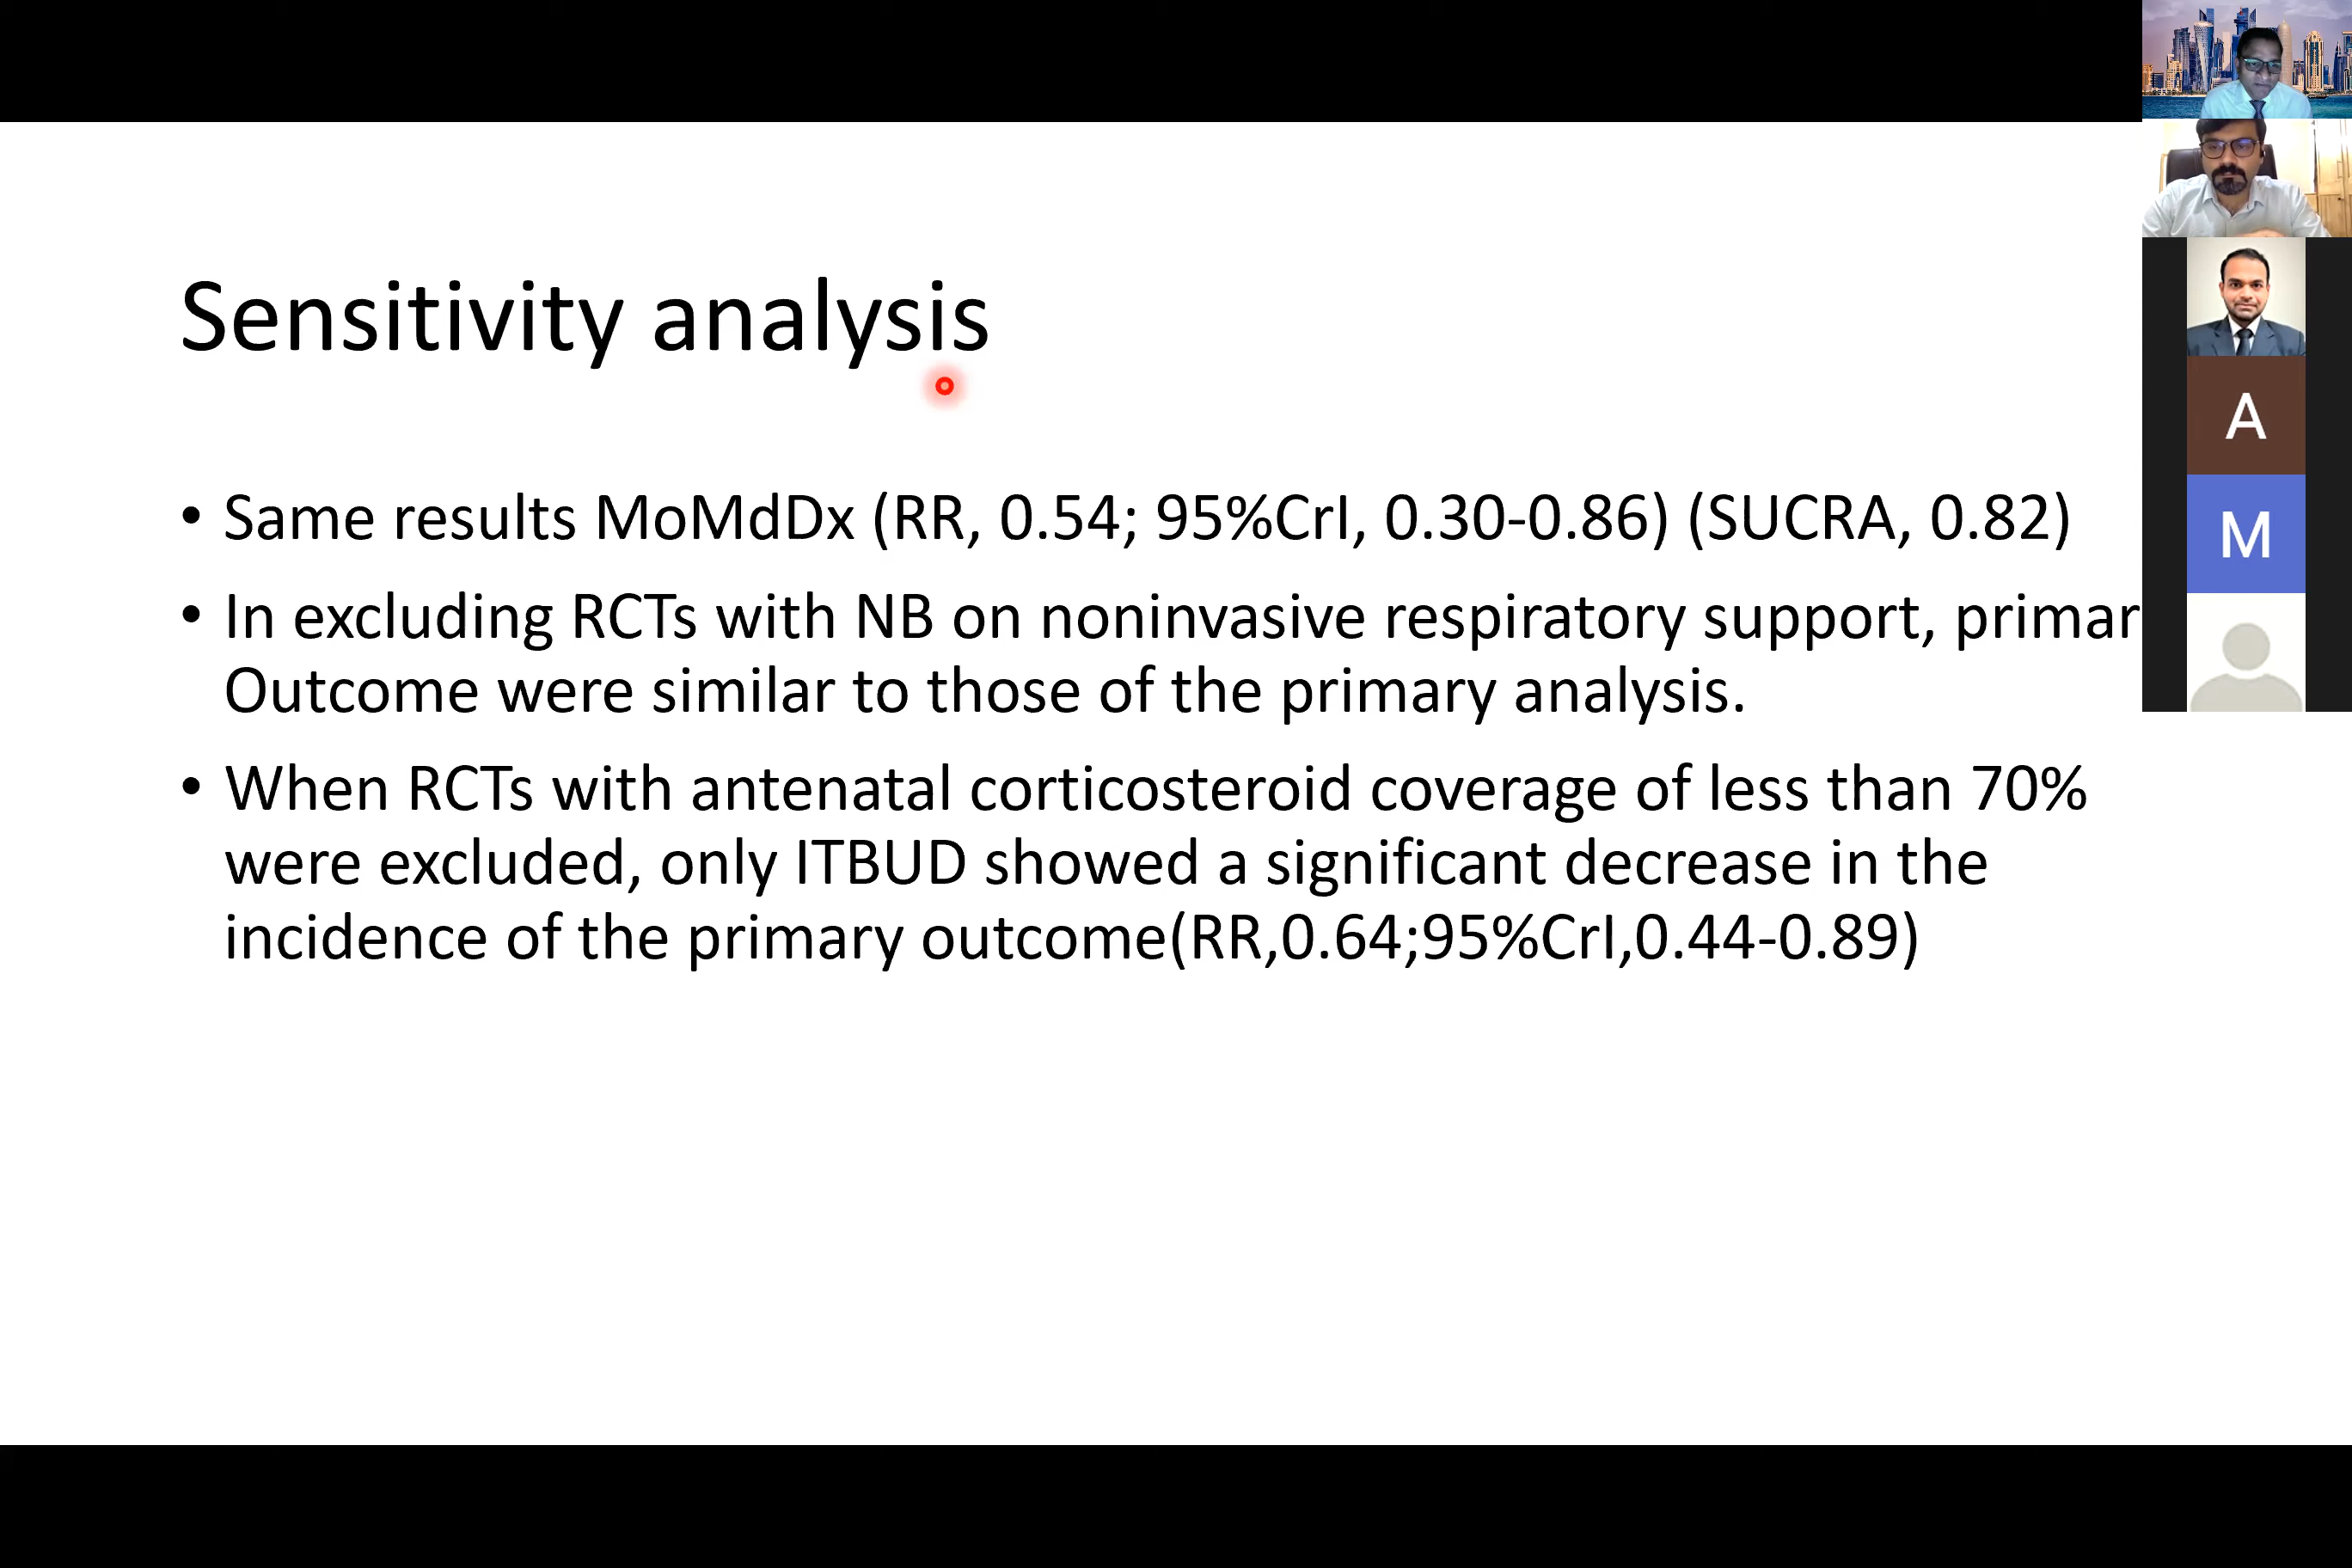 Sensitivity analysis
• Same results MoMdDx (RR, 0.54; 95%CrI, 0.30-0.86) (SUCRA, 0.82)
• In excluding RCTs with NB on noninvasive respiratory support, primar
Outcome were similar to those of the primary analysis.
• When RCTs with antenatal corticosteroid coverage of less than 70%
were excluded, only ITBUD showed a significant decrease in the
incidence of the primary outcome(RR,0.64;95%CrI,0.44-0.89)
A
M